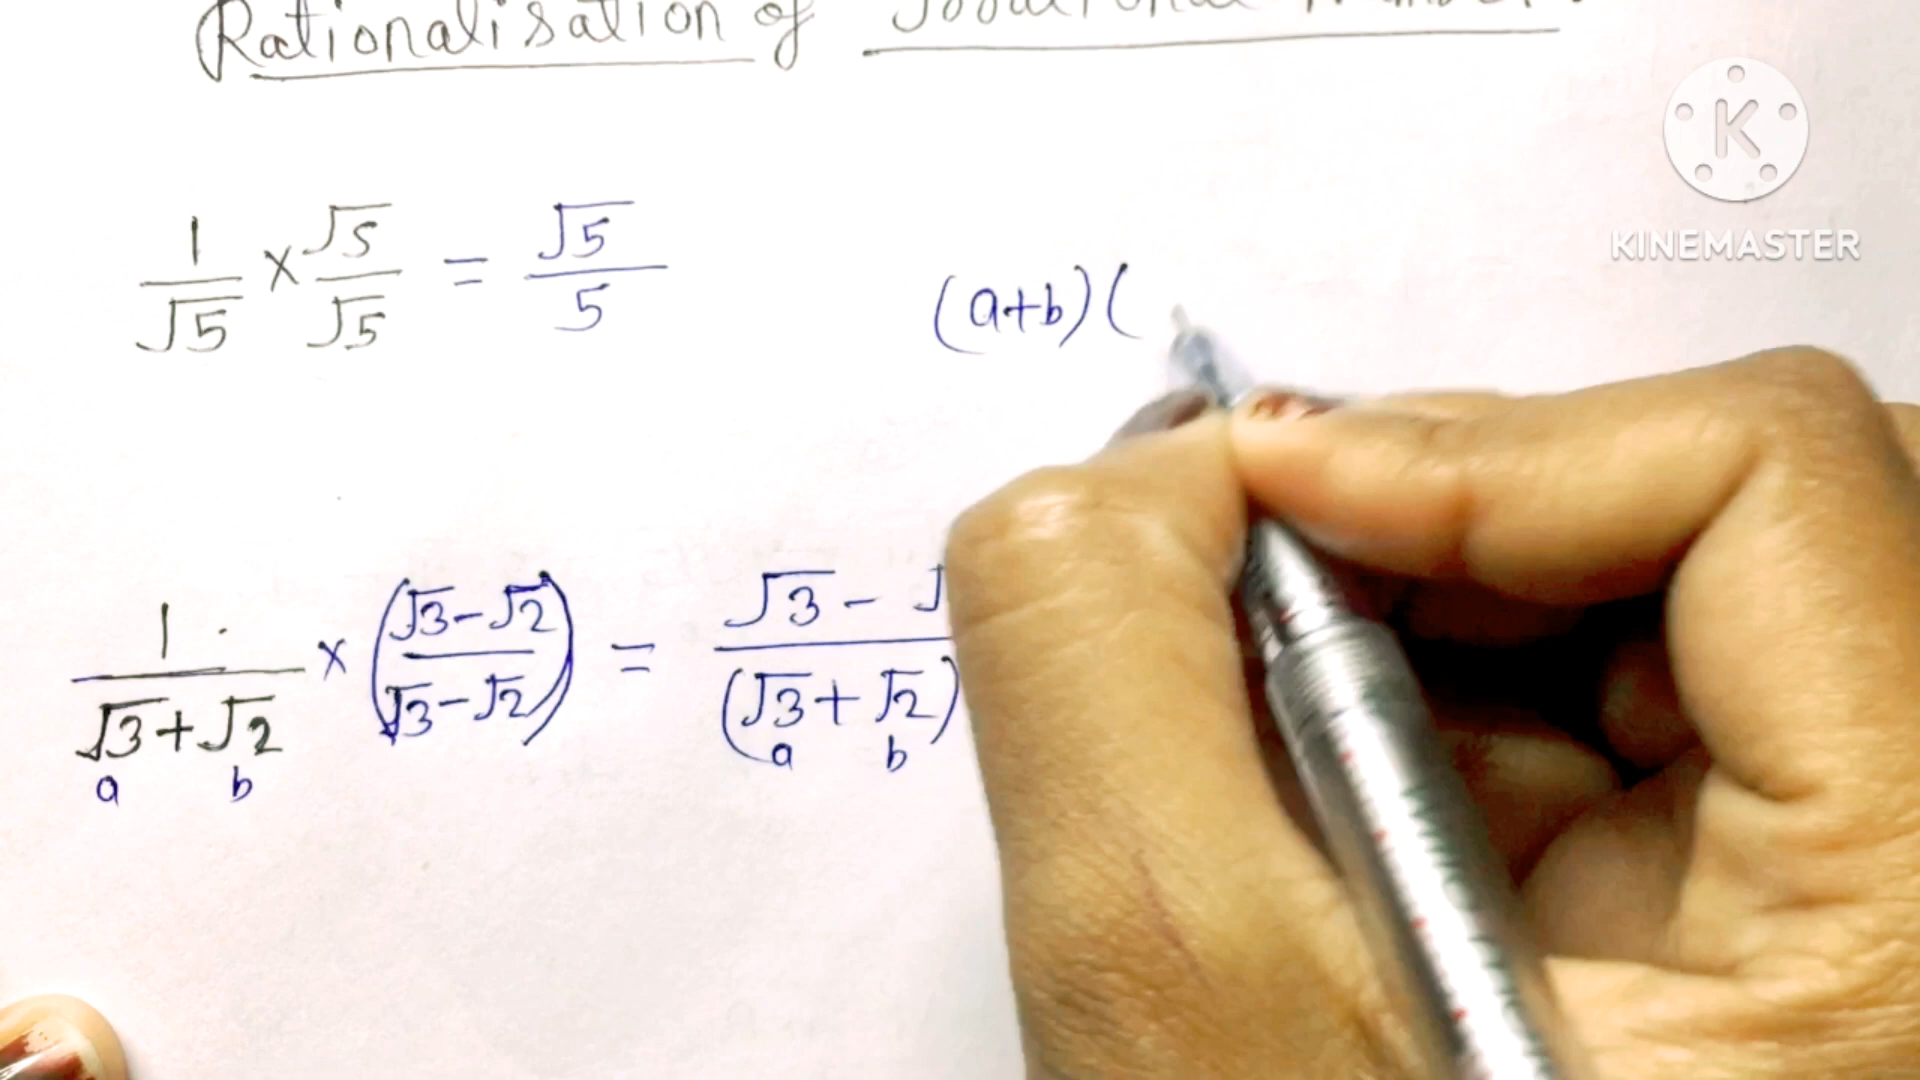 Rationalisation of
K
KINEMASTER
1/√5 × √5/√5 = √5/5
(a+b)(
1/(√3+√2) × (√3-√2/√3-√2) = √3 - √/(√3+√2)
a b a b